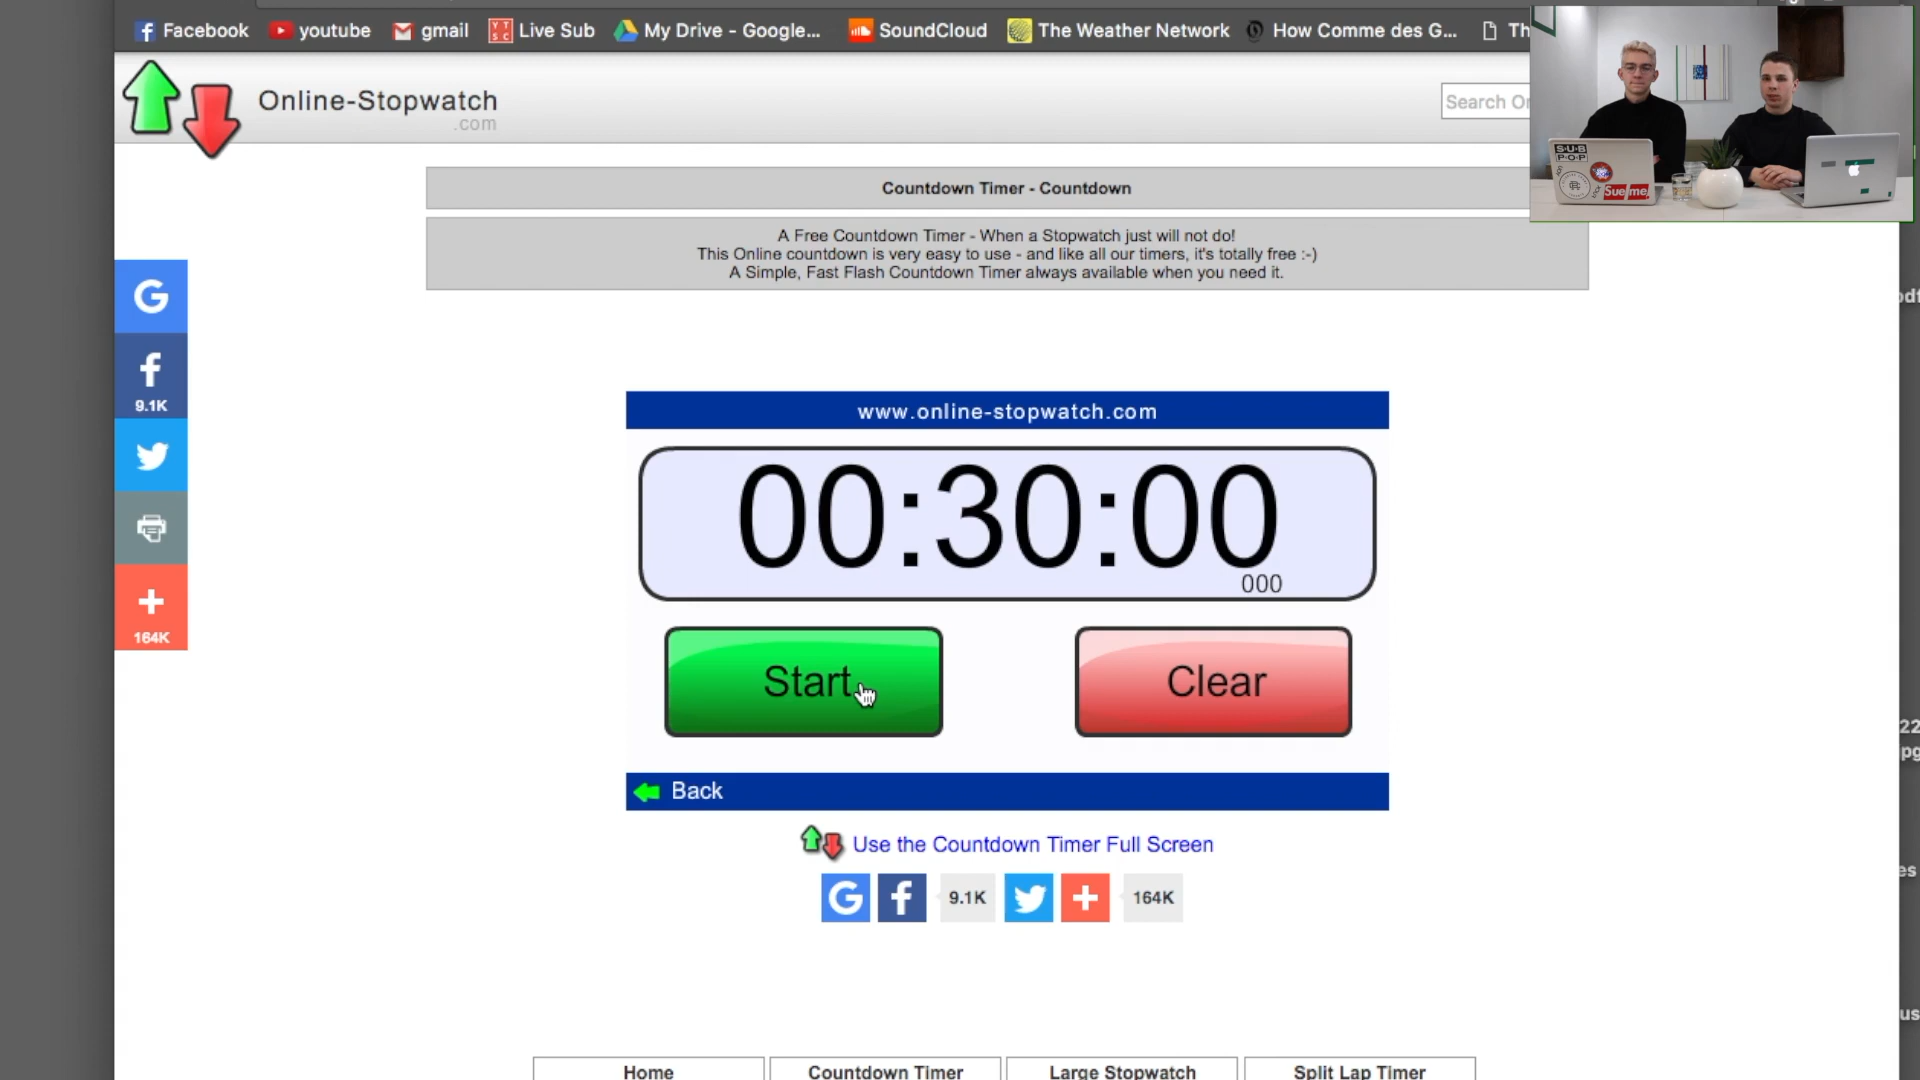 Facebook
youtube
gmail
Live Sub
My Drive - Google...
SoundCloud
The Weather Network
How Comme des G...
Online-Stopwatch
.com
Countdown Timer - Countdown
A Free Countdown Timer - When a Stopwatch just will not do!
This Online countdown is very easy to use - and like all our timers, it's totally free :-)
A Simple, Fast Flash Countdown Timer always available when you need it.
SUB
POP
Sue me
9.1K
164K
www.online-stopwatch.com
00:30:00
000
Start
Clear
Back
Use the Countdown Timer Full Screen
9.1K
164K
Home
Countdown Timer
Large Stopwatch
Split Lap Timer